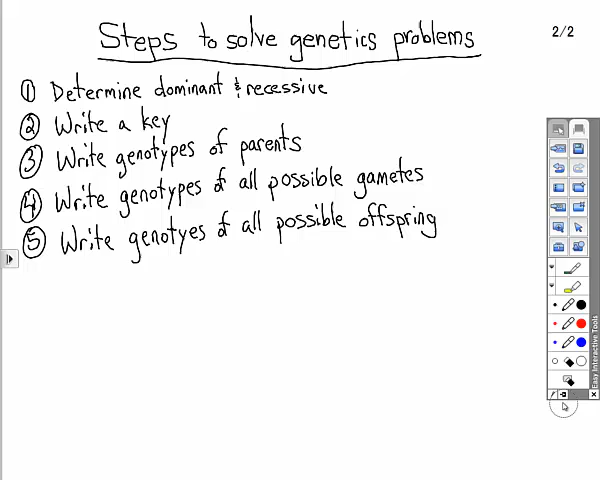 Steps to solve genetics problems
2/2
① Determine dominant & recessive
② Write a key
③ Write genotypes of parents
④ Write genotypes of all possible gametes
⑤ Write genotyes of all possible offspring
Easy Interactive Tools